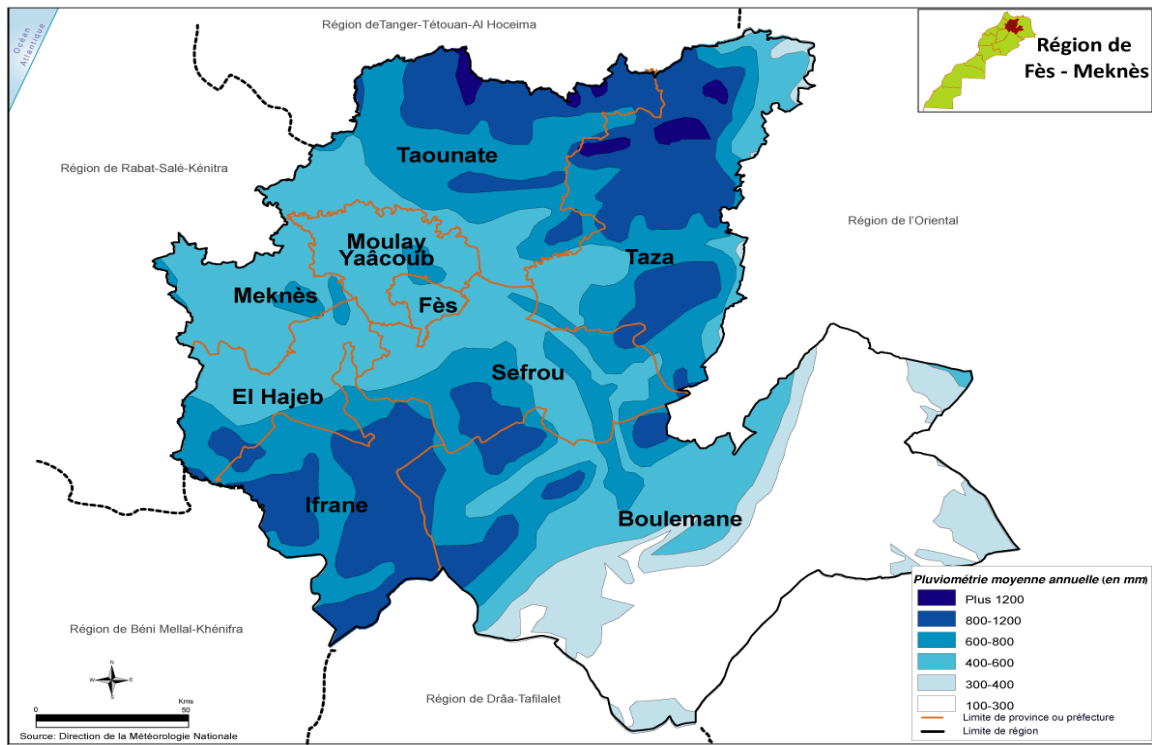 Région deTanger-Tétouan-Al Hoceima
Océan
Atlantique
Région de
Fès - Meknès
Région de Rabat-Salé-Kénitra
Taounate
Région de l'Oriental
Moulay
Yaâcoub
Taza
Meknès
Fès
Sefrou
El Hajeb
Ifrane
Boulemane
Pluviométrie moyenne annuelle (en mm)
Plus 1200
800-1200
600-800
400-600
300-400
100-300
Limite de province ou préfecture
Limite de région
Région de Béni Mellal-Khénifra
Région de Drâa-Tafilalet
N
W E
S
Kms
0 50
Source: Direction de la Météorologie Nationale